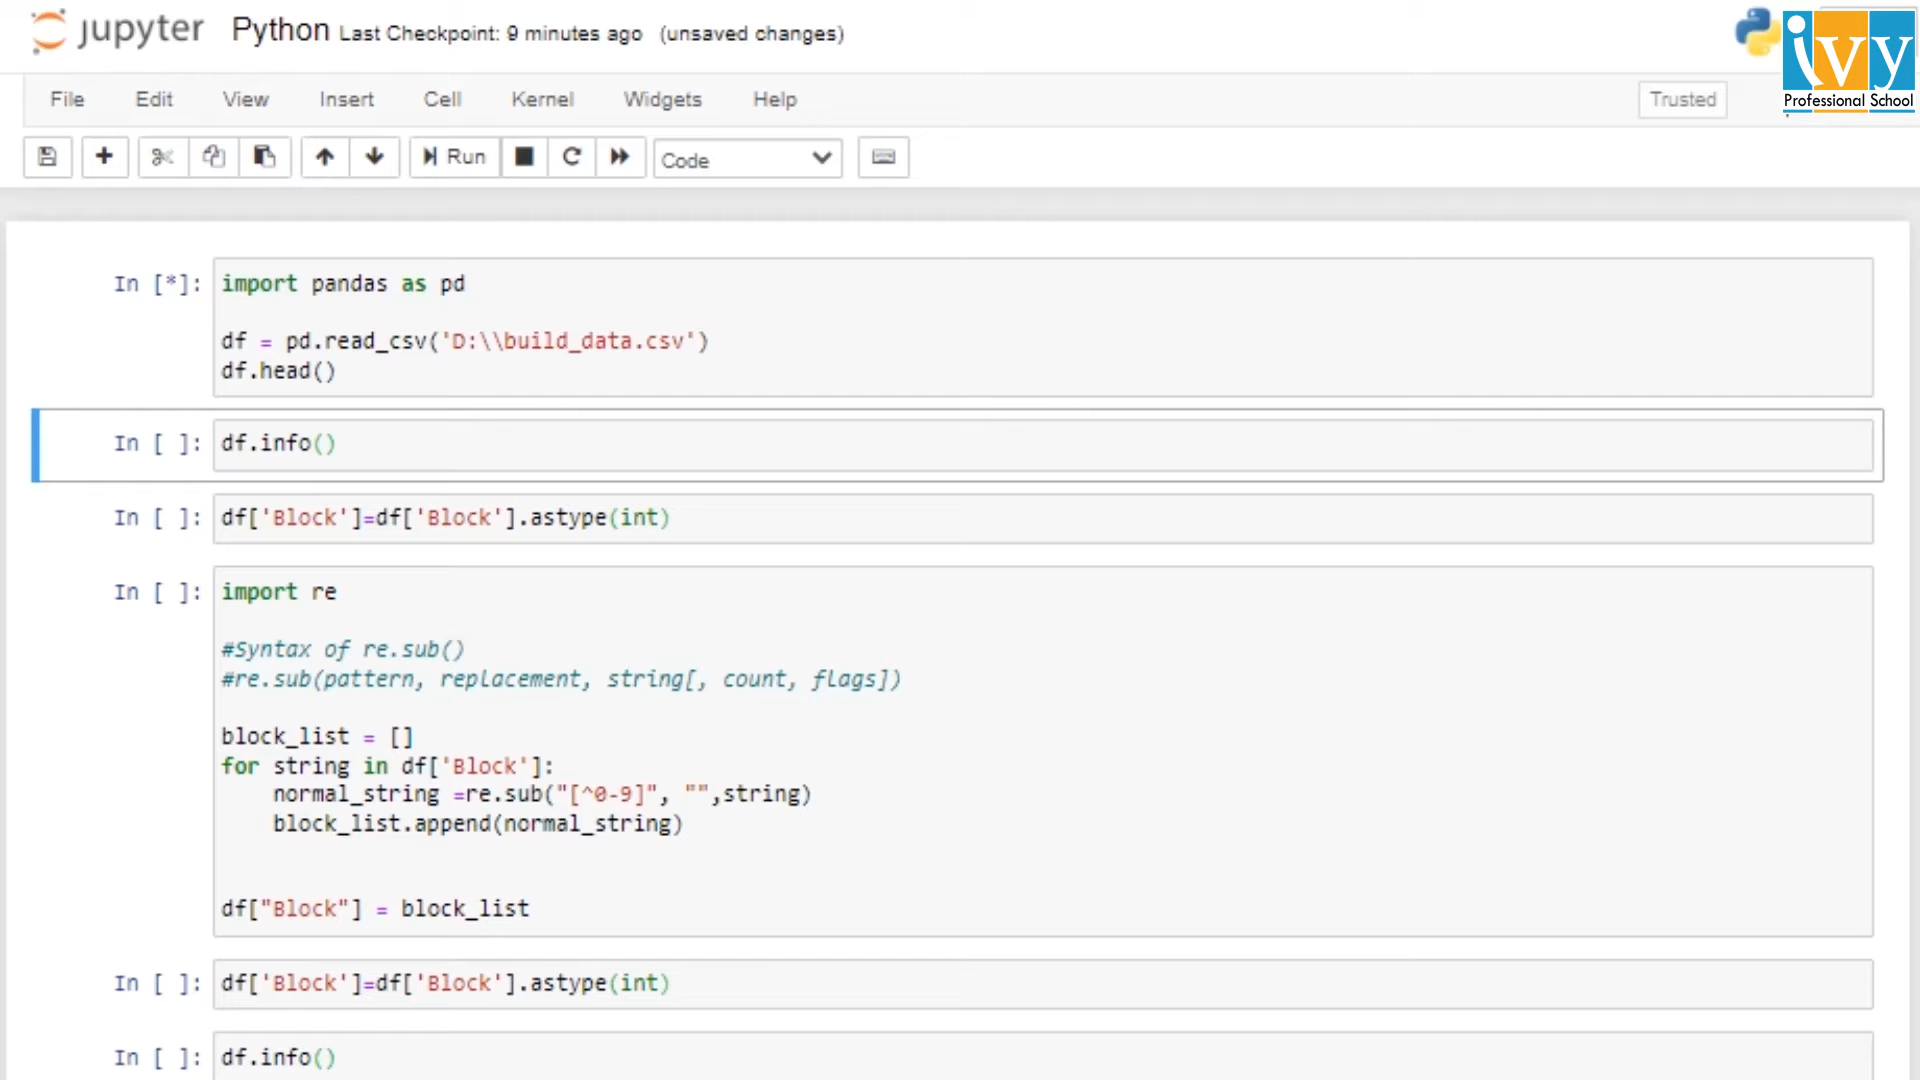 jupyter Python Last Checkpoint: 9 minutes ago (unsaved changes)
ivy
Professional School
File Edit View Insert Cell Kernel Widgets Help Trusted
Run Code
In [*]: import pandas as pd
df = pd.read_csv('D:\\build_data.csv')
df.head()
In [ ]: df.info()
In [ ]: df['Block']=df['Block'].astype(int)
In [ ]: import re
#Syntax of re.sub()
#re.sub(pattern, replacement, string[, count, flags])
block_list = []
for string in df['Block']:
    normal_string =re.sub("[^0-9]", "",string)
    block_list.append(normal_string)
df["Block"] = block_list
In [ ]: df['Block']=df['Block'].astype(int)
In [ ]: df.info()